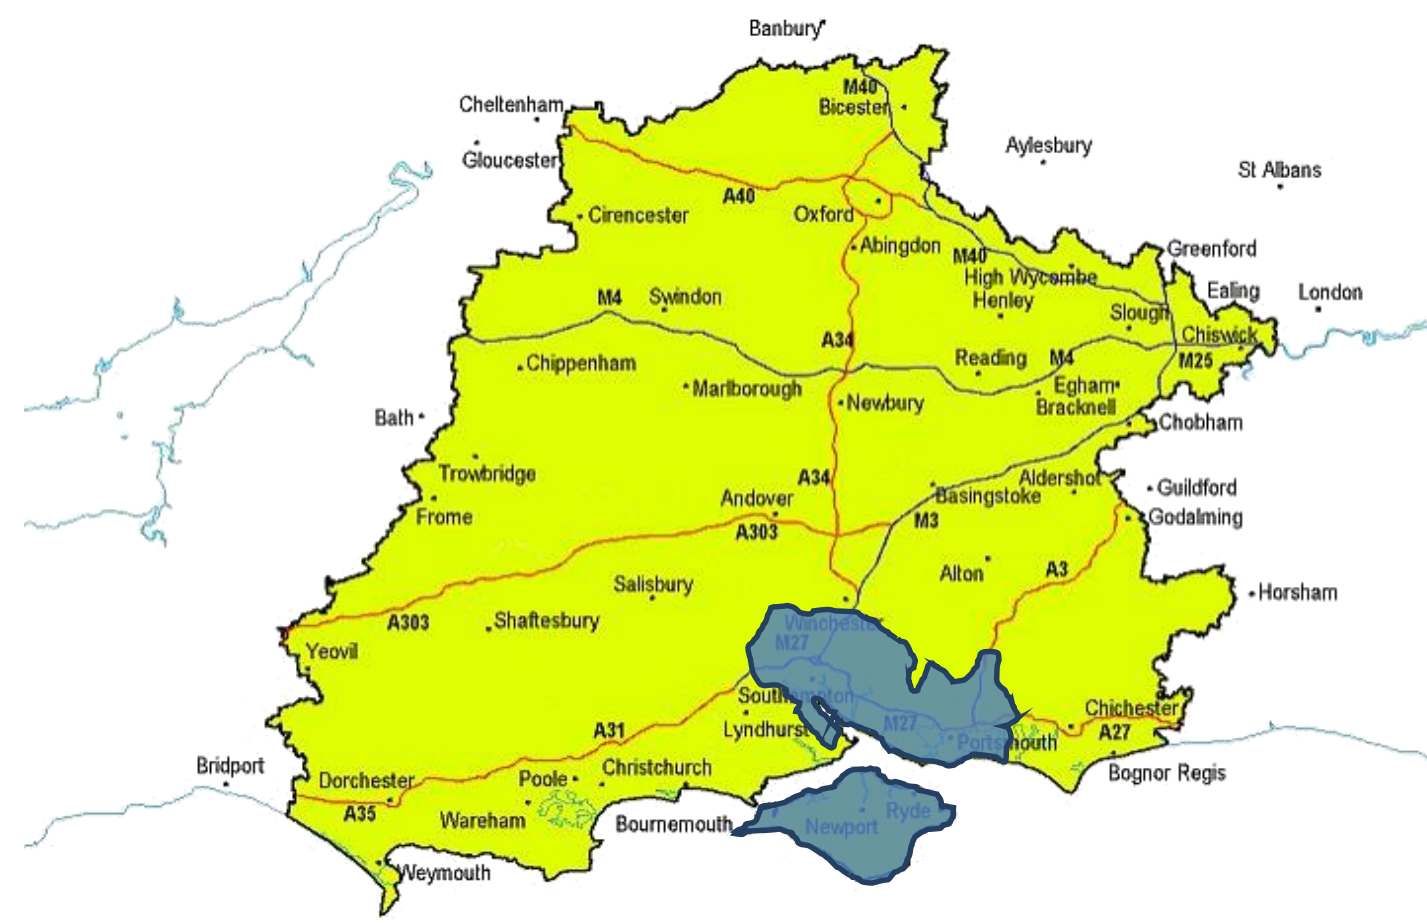 Banbury
M40
Bicester
Cheltenham
Gloucester
Aylesbury
St Albans
A40
Cirencester
Oxford
Abingdon
M40
Greenford
High Wycombe
Henley
Ealing
London
M4
Swindon
Slough
Chiswick
A34
Chippenham
Reading
M4
M25
Marlborough
Egham
Newbury
Bracknell
Bath
Chobham
Trowbridge
A34
Aldershot
Andover
Basingstoke
Guildford
Frome
A303
M3
Godalming
Salisbury
Alton
A3
Horsham
A303
Shaftesbury
Winchester
M27
Yeovil
Southampton
Chichester
A31
Lyndhurst
M27
Portsmouth
A27
Bridport
Dorchester
Poole
Christchurch
Bognor Regis
A35
Wareham
Bournemouth
Newport
Ryde
Weymouth